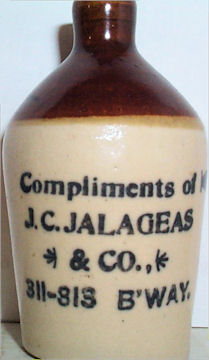 Compliments of
J.C. JALAGEAS
& CO.,
311-313 B'WAY.